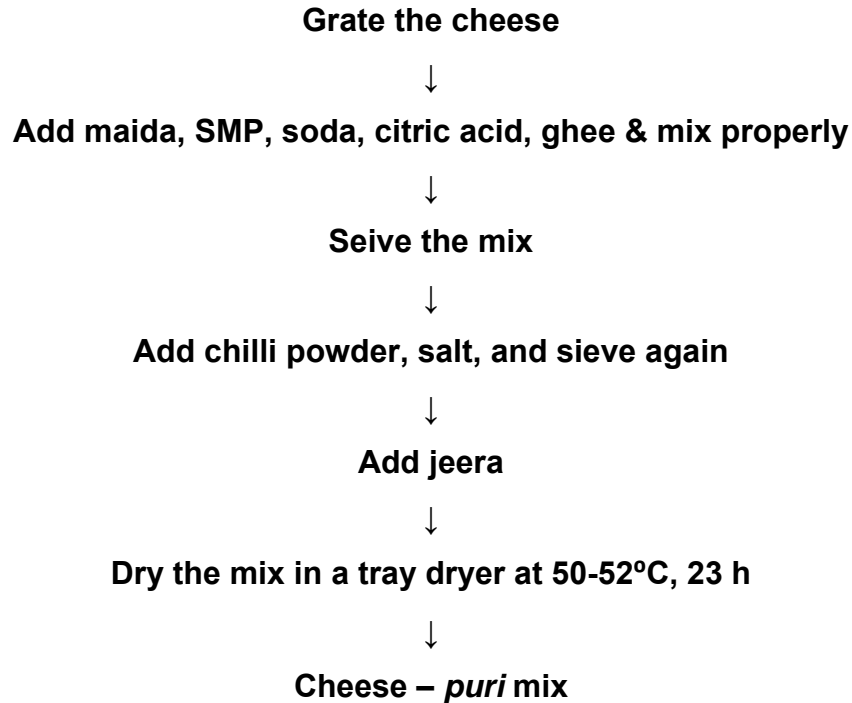 Grate the cheese
↓
Add maida, SMP, soda, citric acid, ghee & mix properly
↓
Seive the mix
↓
Add chilli powder, salt, and sieve again
↓
Add jeera
↓
Dry the mix in a tray dryer at 50-52ºC, 23 h
↓
Cheese – puri mix